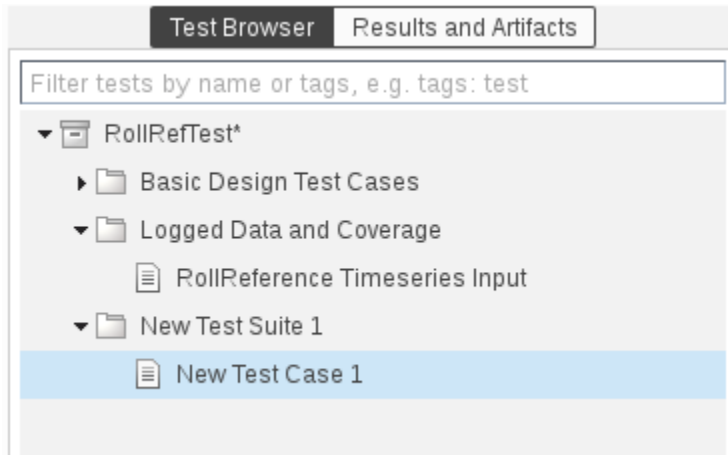 Test Browser Results and Artifacts
Filter tests by name or tags, e.g. tags: test
RollRefTest*
Basic Design Test Cases
Logged Data and Coverage
RollReference Timeseries Input
New Test Suite 1
New Test Case 1